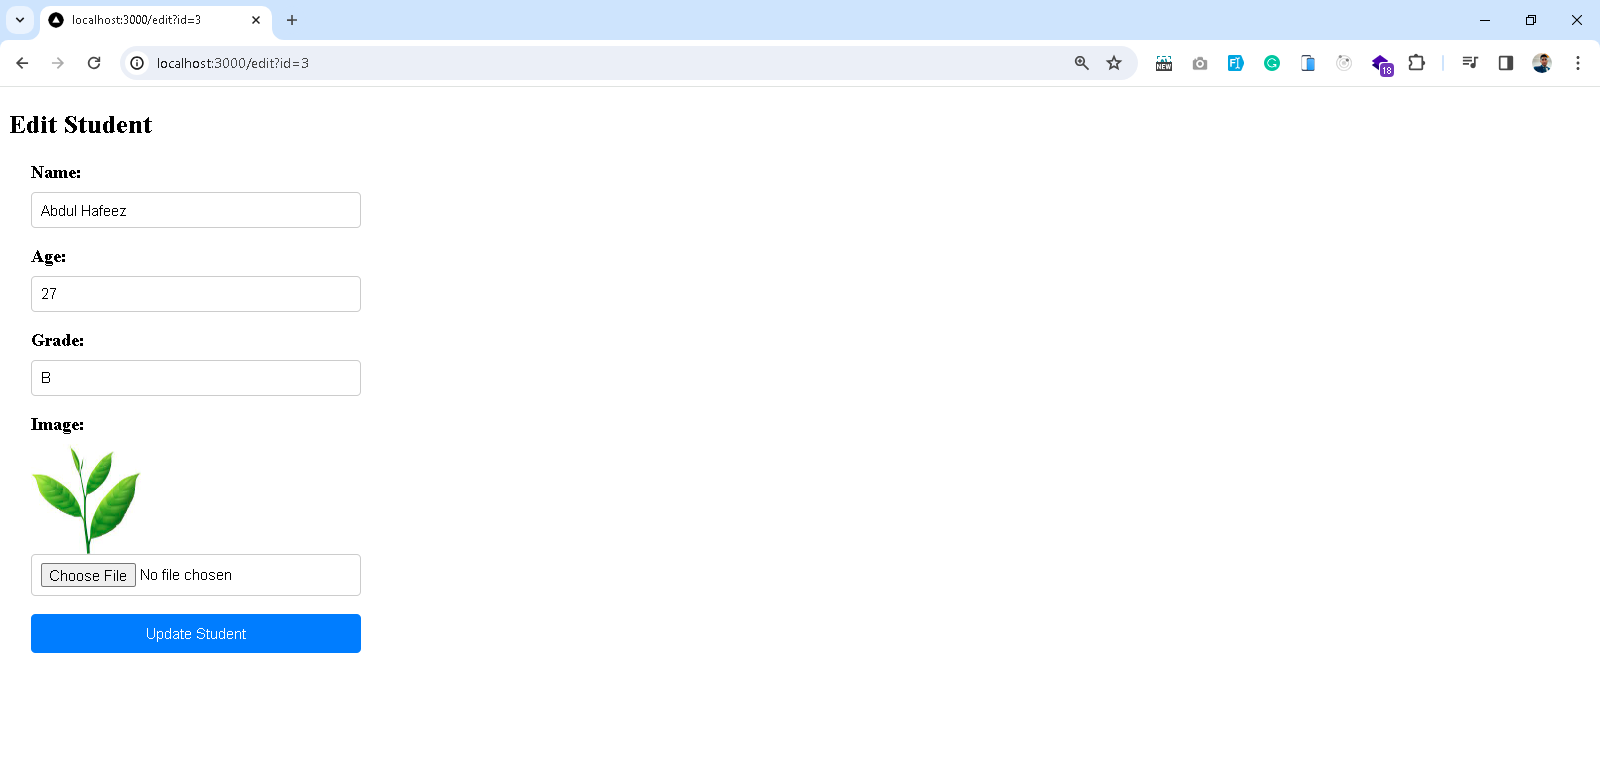 localhost:3000/edit?id=3
localhost:3000/edit?id=3
NEW
18
Edit Student
Name:
Abdul Hafeez
Age:
27
Grade:
B
Image:
Choose File No file chosen
Update Student